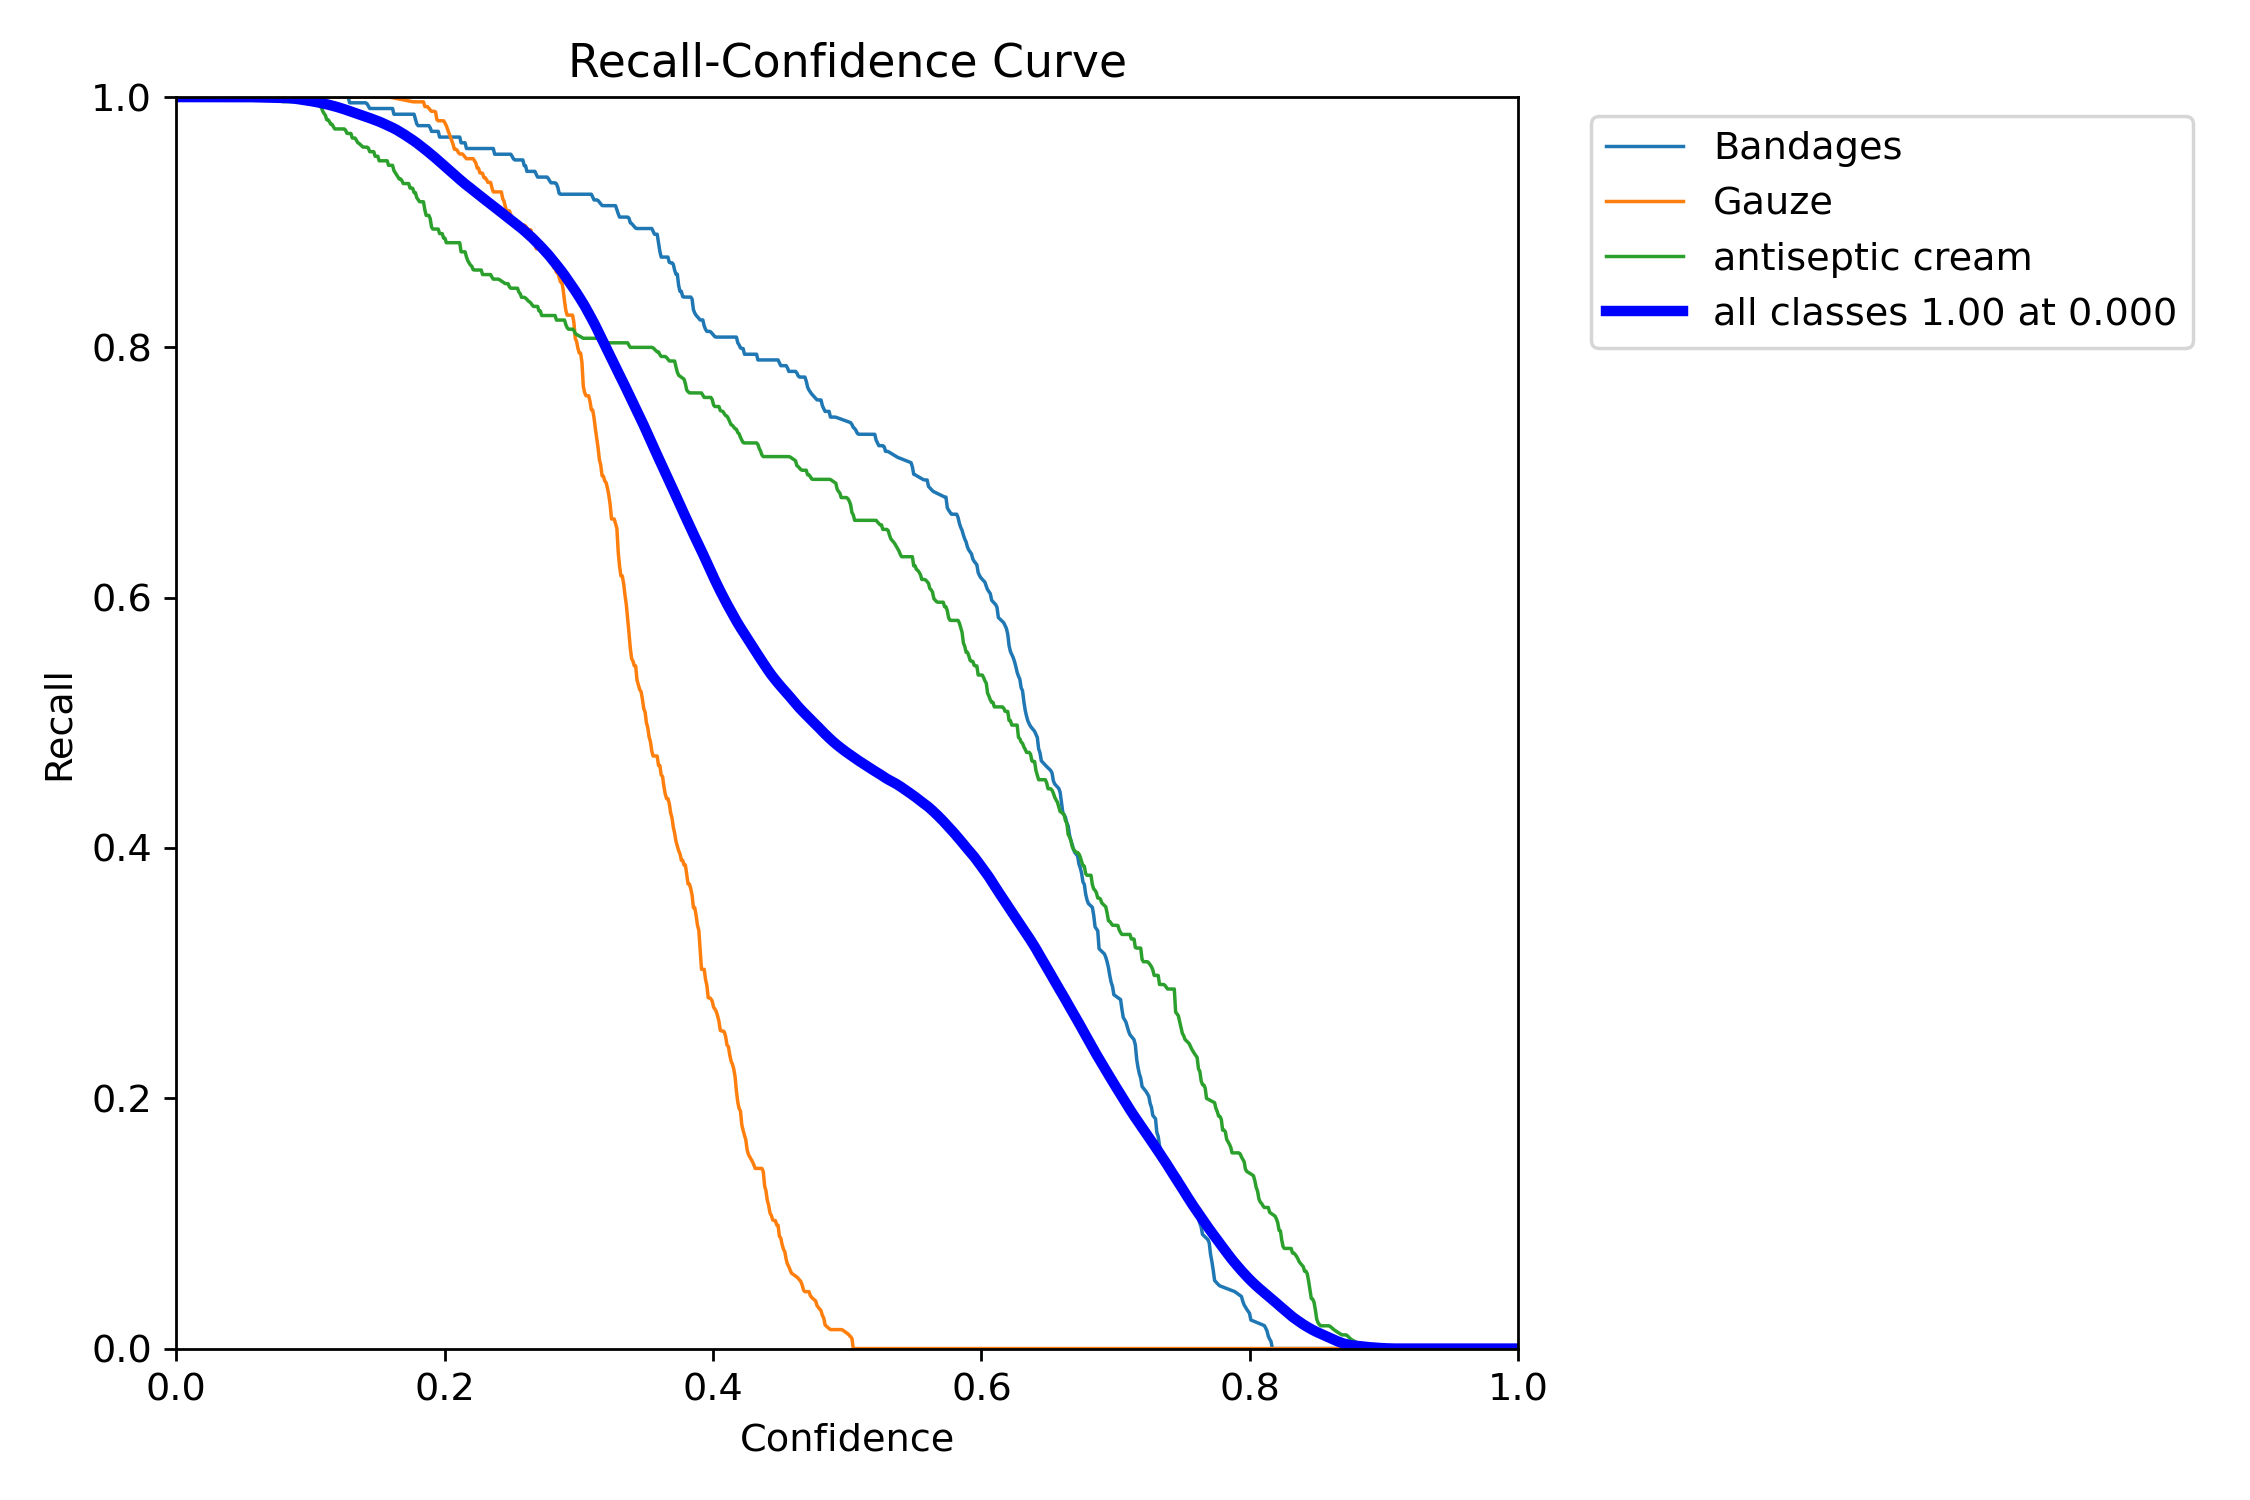 Recall-Confidence Curve
1.0
0.8
0.6
0.4
0.2
0.0
Recall
0.0 0.2 0.4 0.6 0.8 1.0
Confidence
Bandages
Gauze
antiseptic cream
all classes 1.00 at 0.000